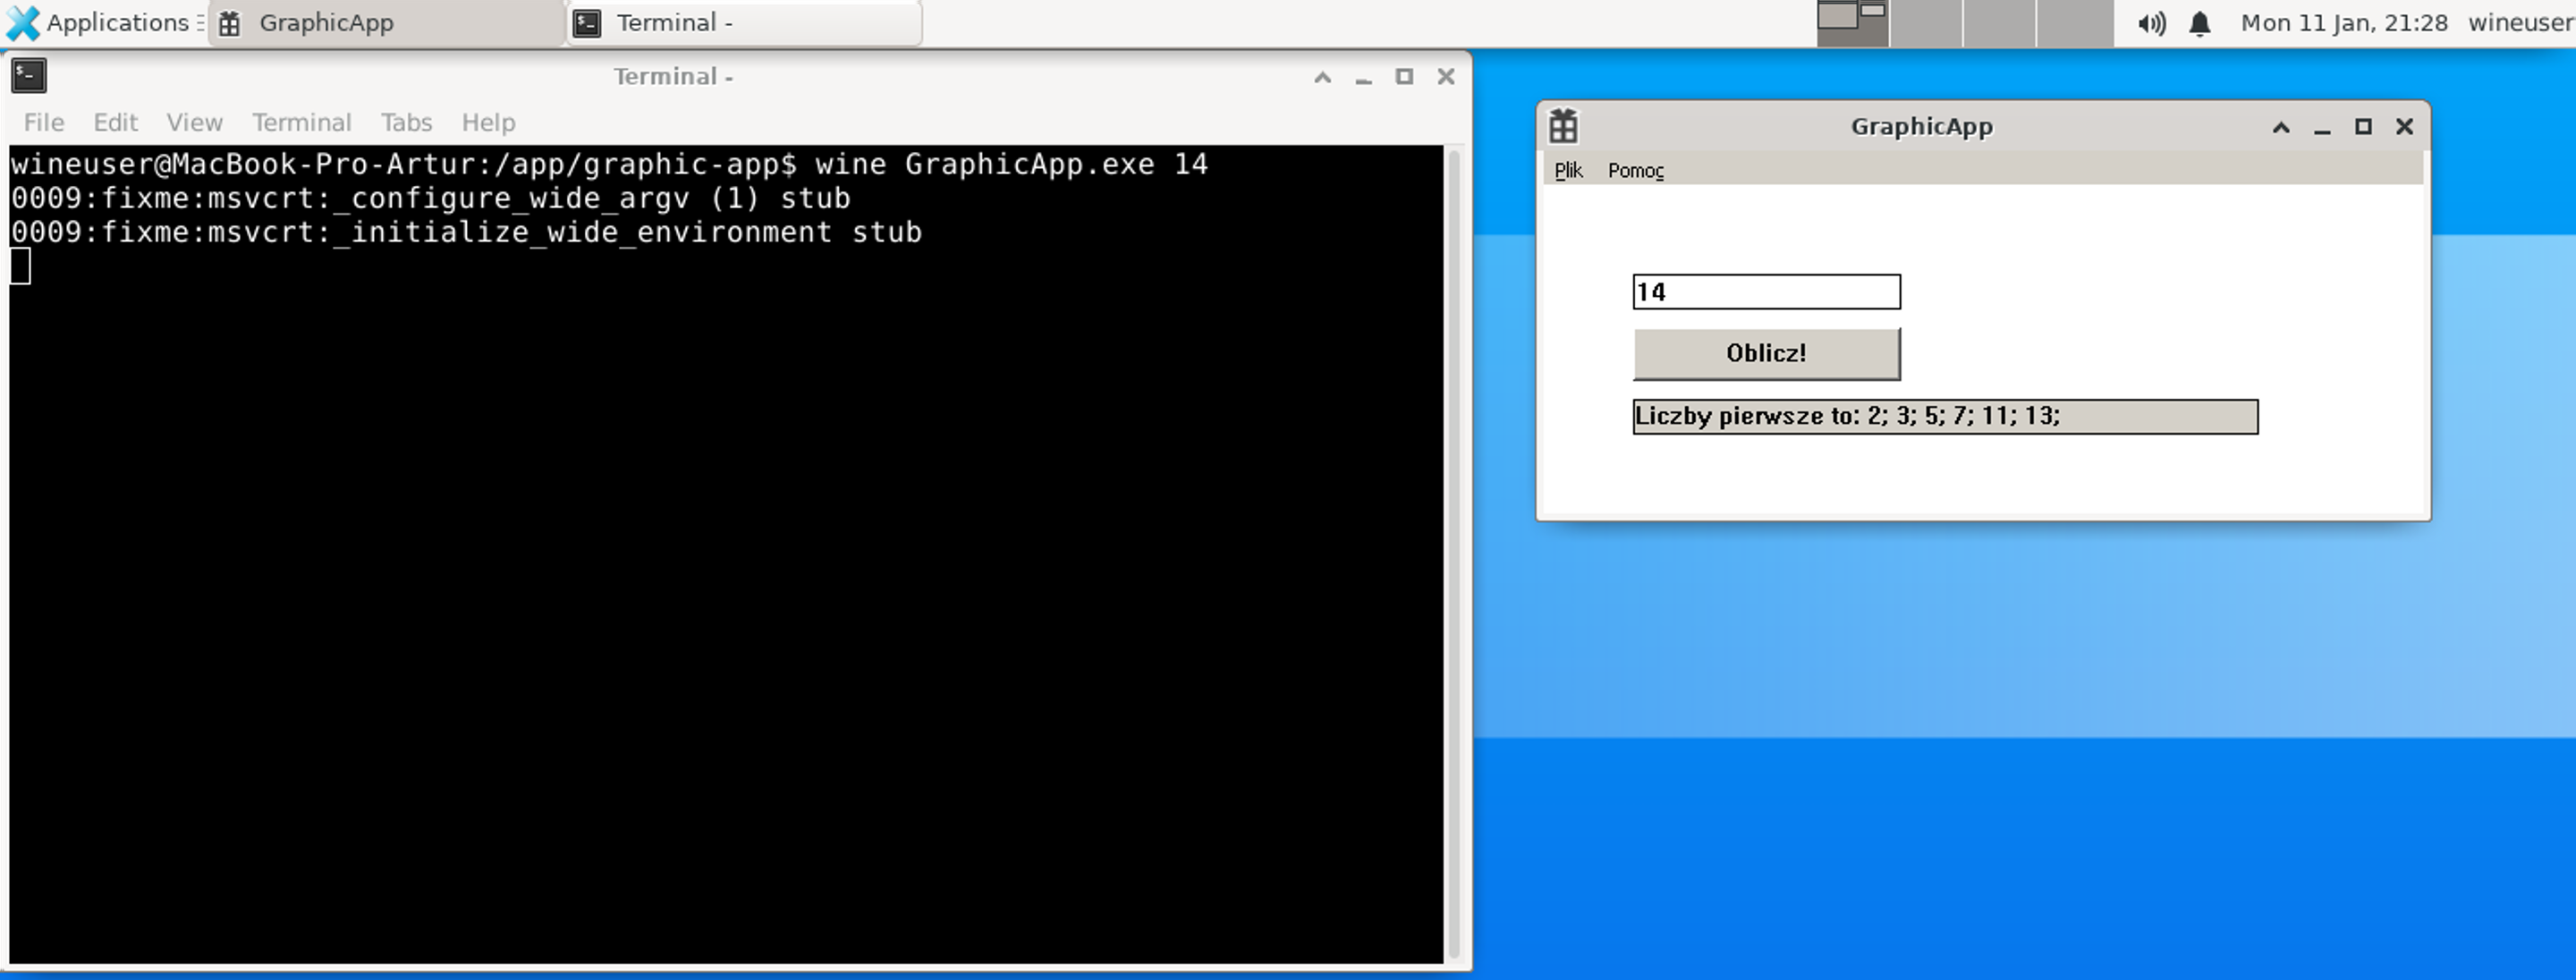 Applications
GraphicApp
Terminal -
Mon 11 Jan, 21:28
wineuser
Terminal -
File Edit View Terminal Tabs Help
wineuser@MacBook-Pro-Artur:/app/graphic-app$ wine GraphicApp.exe 14
0009:fixme:msvcrt:_configure_wide_argv (1) stub
0009:fixme:msvcrt:_initialize_wide_environment stub
GraphicApp
Plik Pomoc
14
Oblicz!
Liczby pierwsze to: 2; 3; 5; 7; 11; 13;